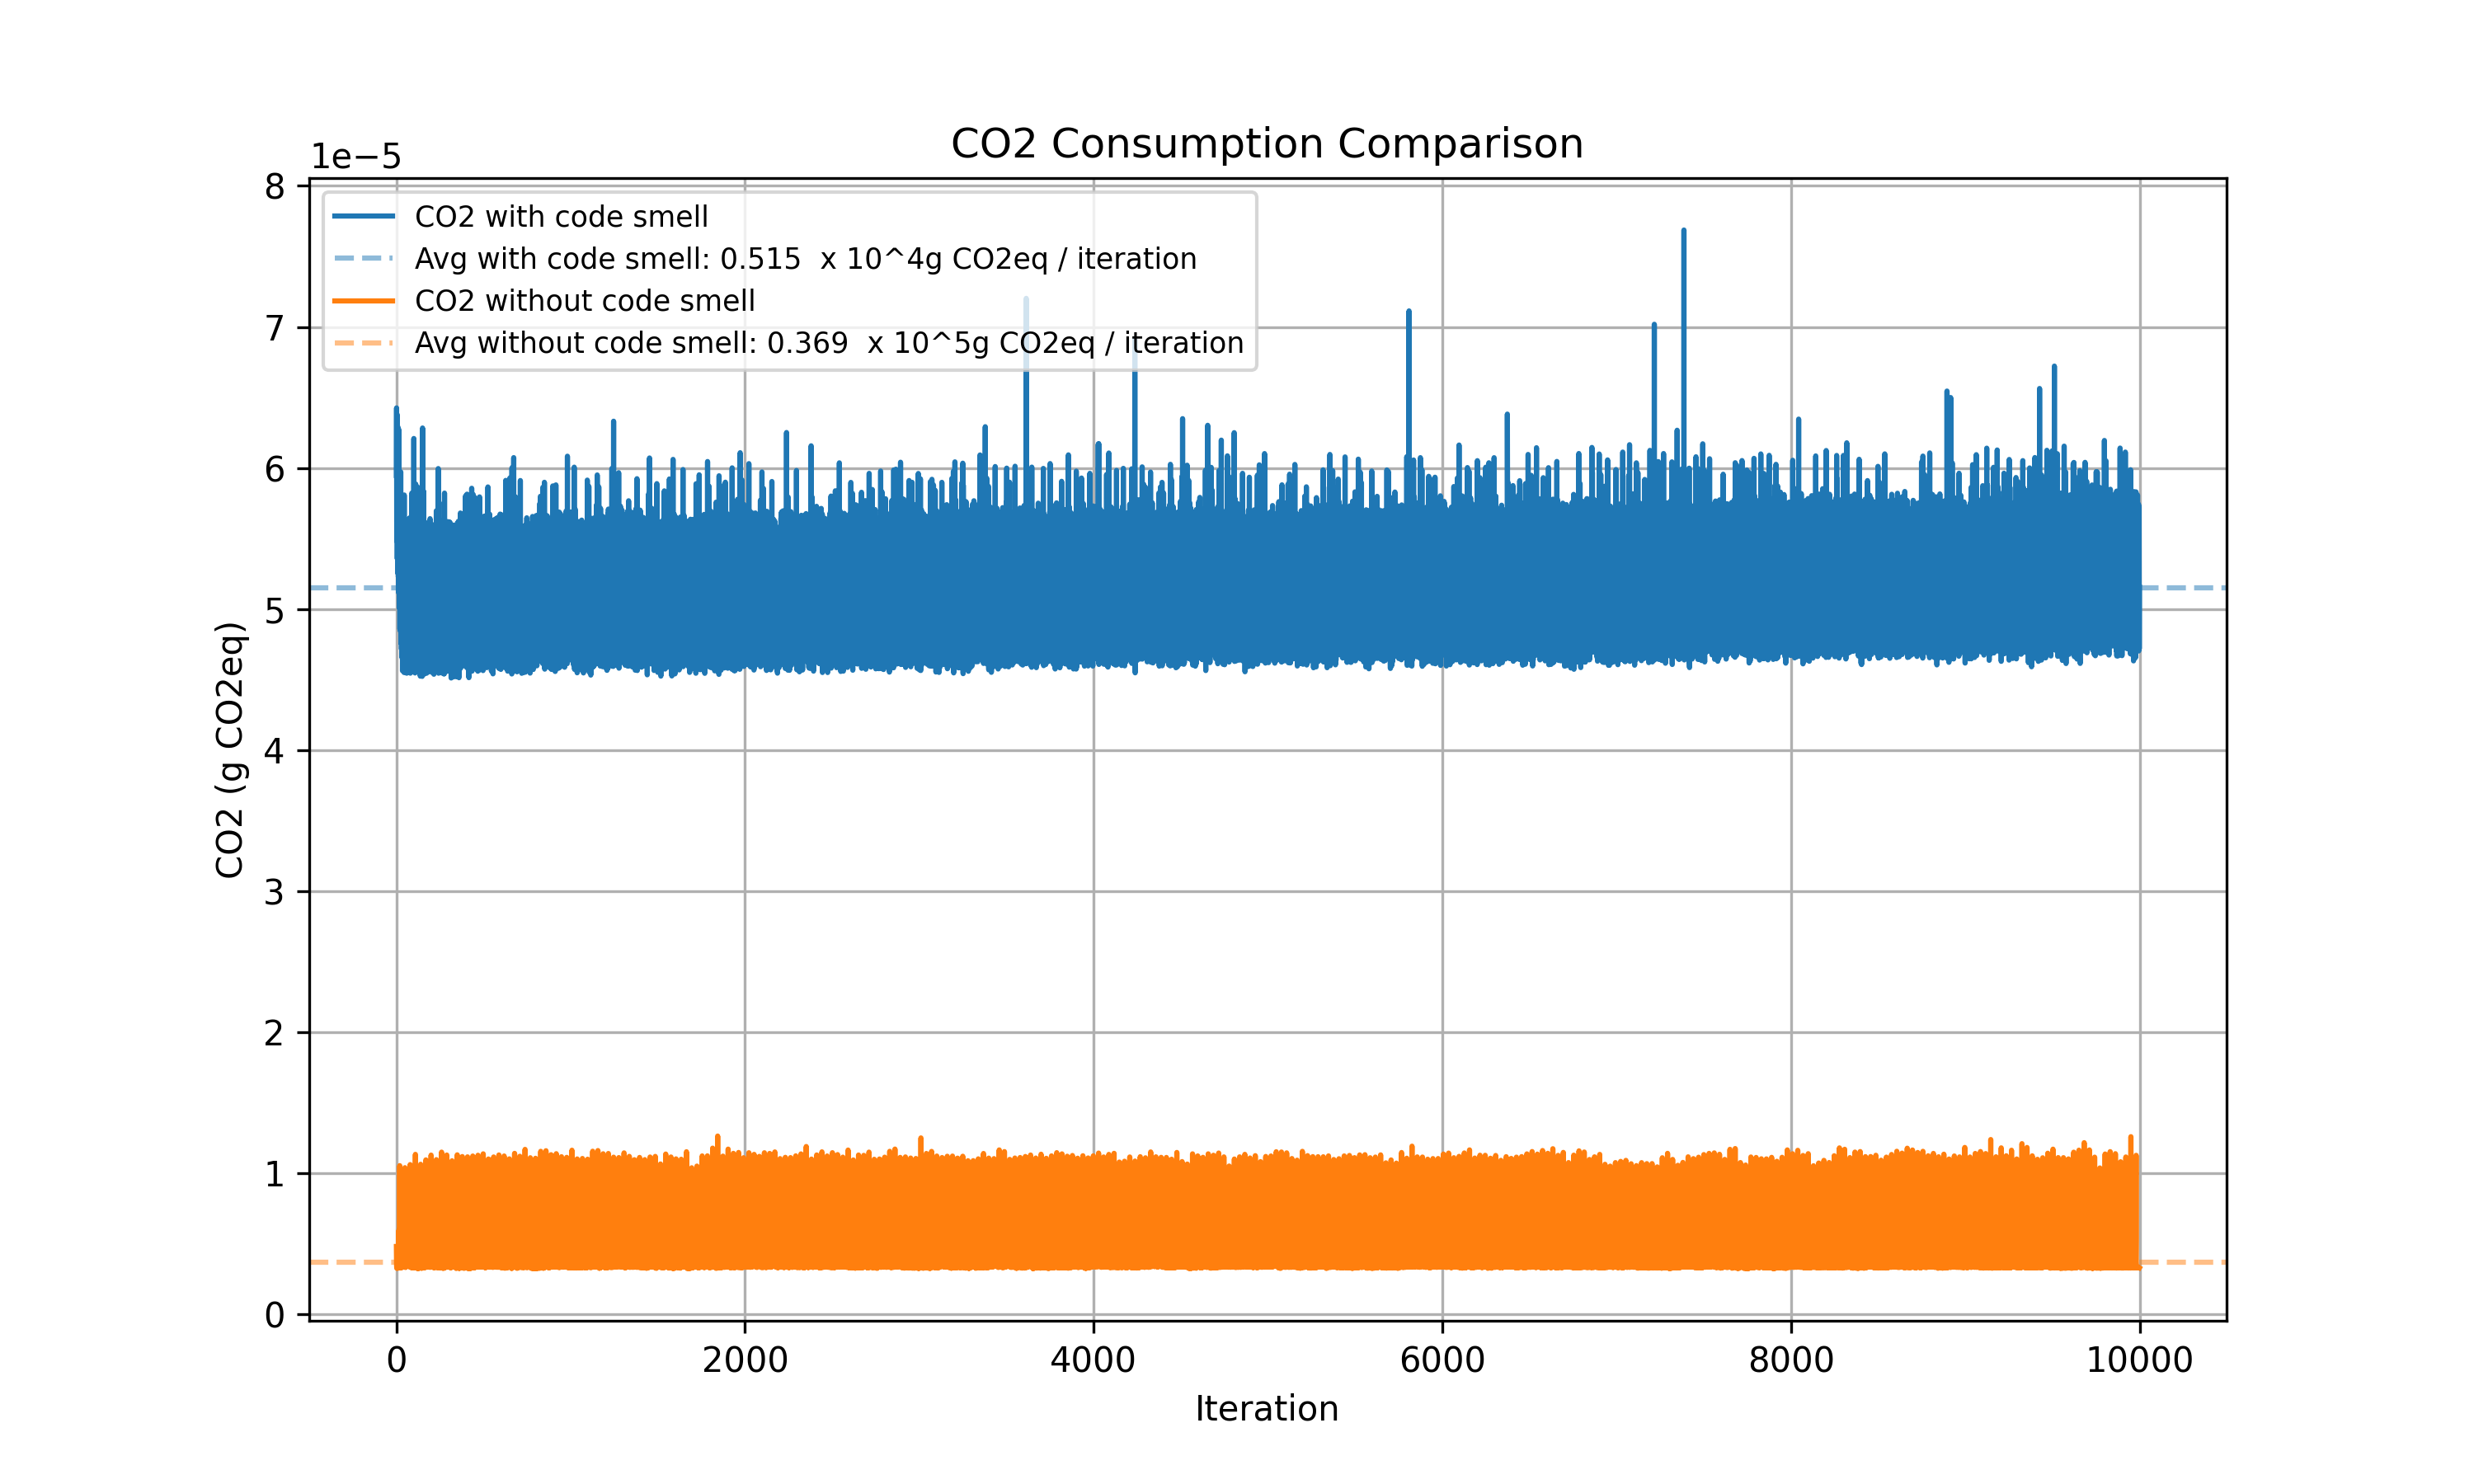 CO2 Consumption Comparison
1e−5
8
7
6
5
4
3
2
1
0
CO2 with code smell
Avg with code smell: 0.515  x 10^4g CO2eq / iteration
CO2 without code smell
Avg without code smell: 0.369  x 10^5g CO2eq / iteration
CO2 (g CO2eq)
0 2000 4000 6000 8000 10000
Iteration